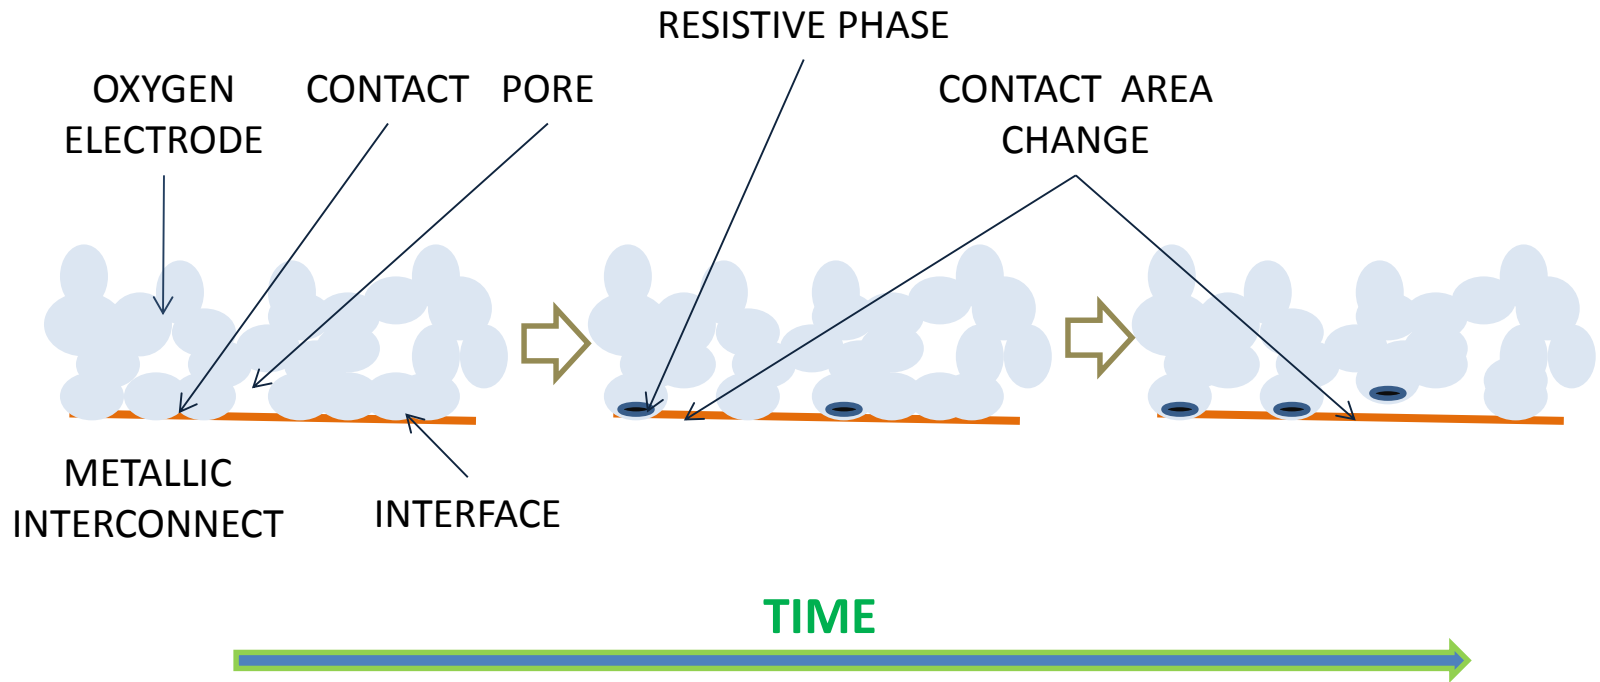 RESISTIVE PHASE
OXYGEN
ELECTRODE
CONTACT
PORE
CONTACT AREA
CHANGE
METALLIC
INTERCONNECT
INTERFACE
TIME